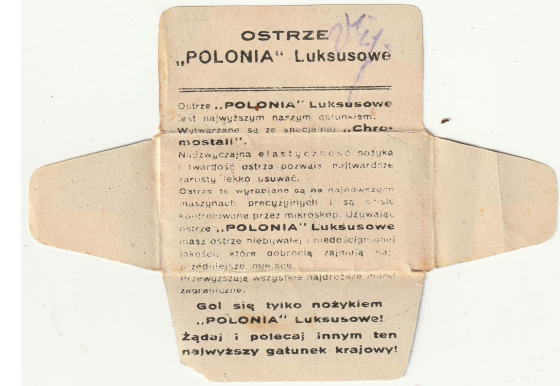 OSTRZE
„POLONIA“ Luksusowe
Ostrze „POLONIA“ Luksusowe
jest najwyższym naszym gatunkiem.
Wytwarzane są ze specjalnej „Chro-
mostali“.
Nadzwyczajna elastyczność nożyka
i twardość ostrza pozwala najtwardsze
zarosty lekko usuwać.
Ostrza te wyrabiane są na najnowszych
maszynach precyzyjnych i są ściśle
kontrolowane przez mikroskop. Używając
ostrze „POLONIA“ Luksusowe
masz ostrze niebywałej i niedoścignionej
jakości, które dobrocią zajmują naj-
przedniejsze miejsce.
Przewyższają wszystkie najdroższe marki
zagraniczne.
Gol się tylko nożykiem
„POLONIA“ Luksusowe!
Żądaj i polecaj innym ten
najwyższy gatunek krajowy!